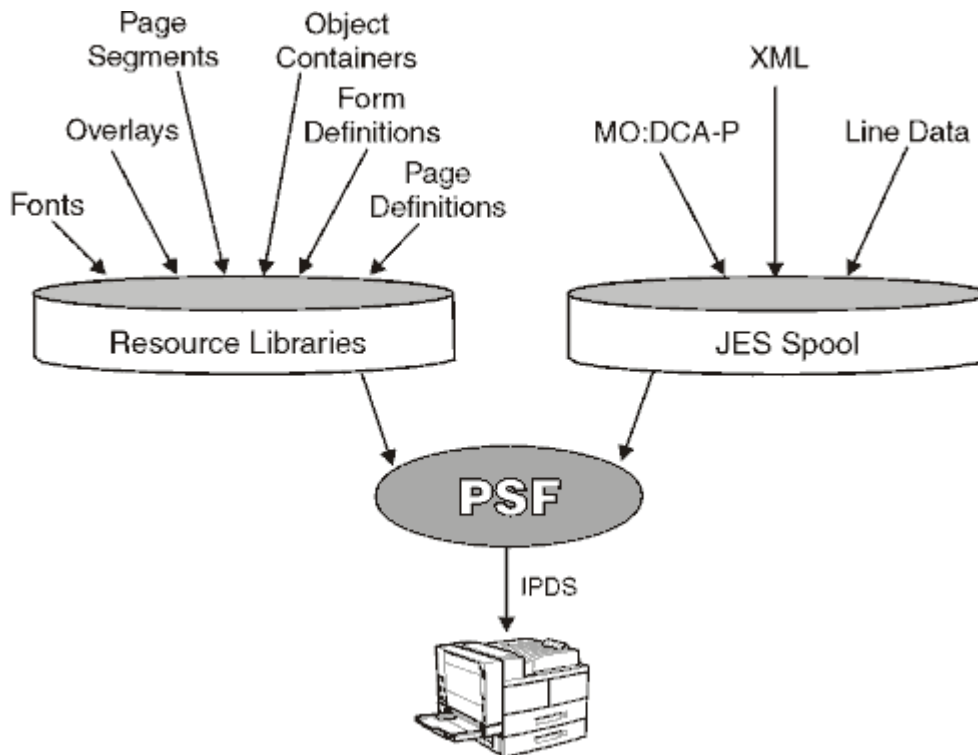 Page
Segments
Object
Containers
XML
Overlays
Form
Definitions
MO:DCA-P
Line Data
Fonts
Page
Definitions
Resource Libraries
JES Spool
PSF
IPDS